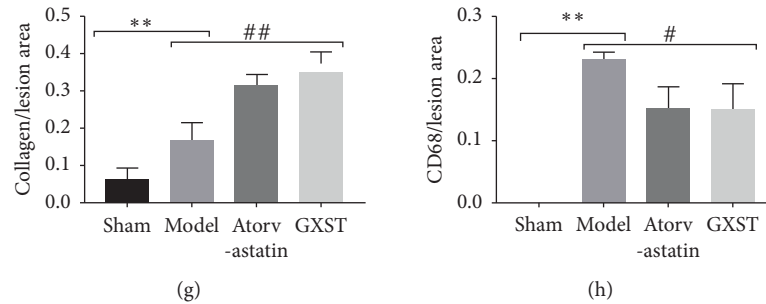 0.5
0.4
0.3
0.2
0.1
0.0
Collagen/lesion area
**
##
Sham
Model
Atorv
-astatin
GXST
(g)
0.3
0.2
0.1
0.0
CD68/lesion area
**
#
Sham
Model
Atorv
-astatin
GXST
(h)